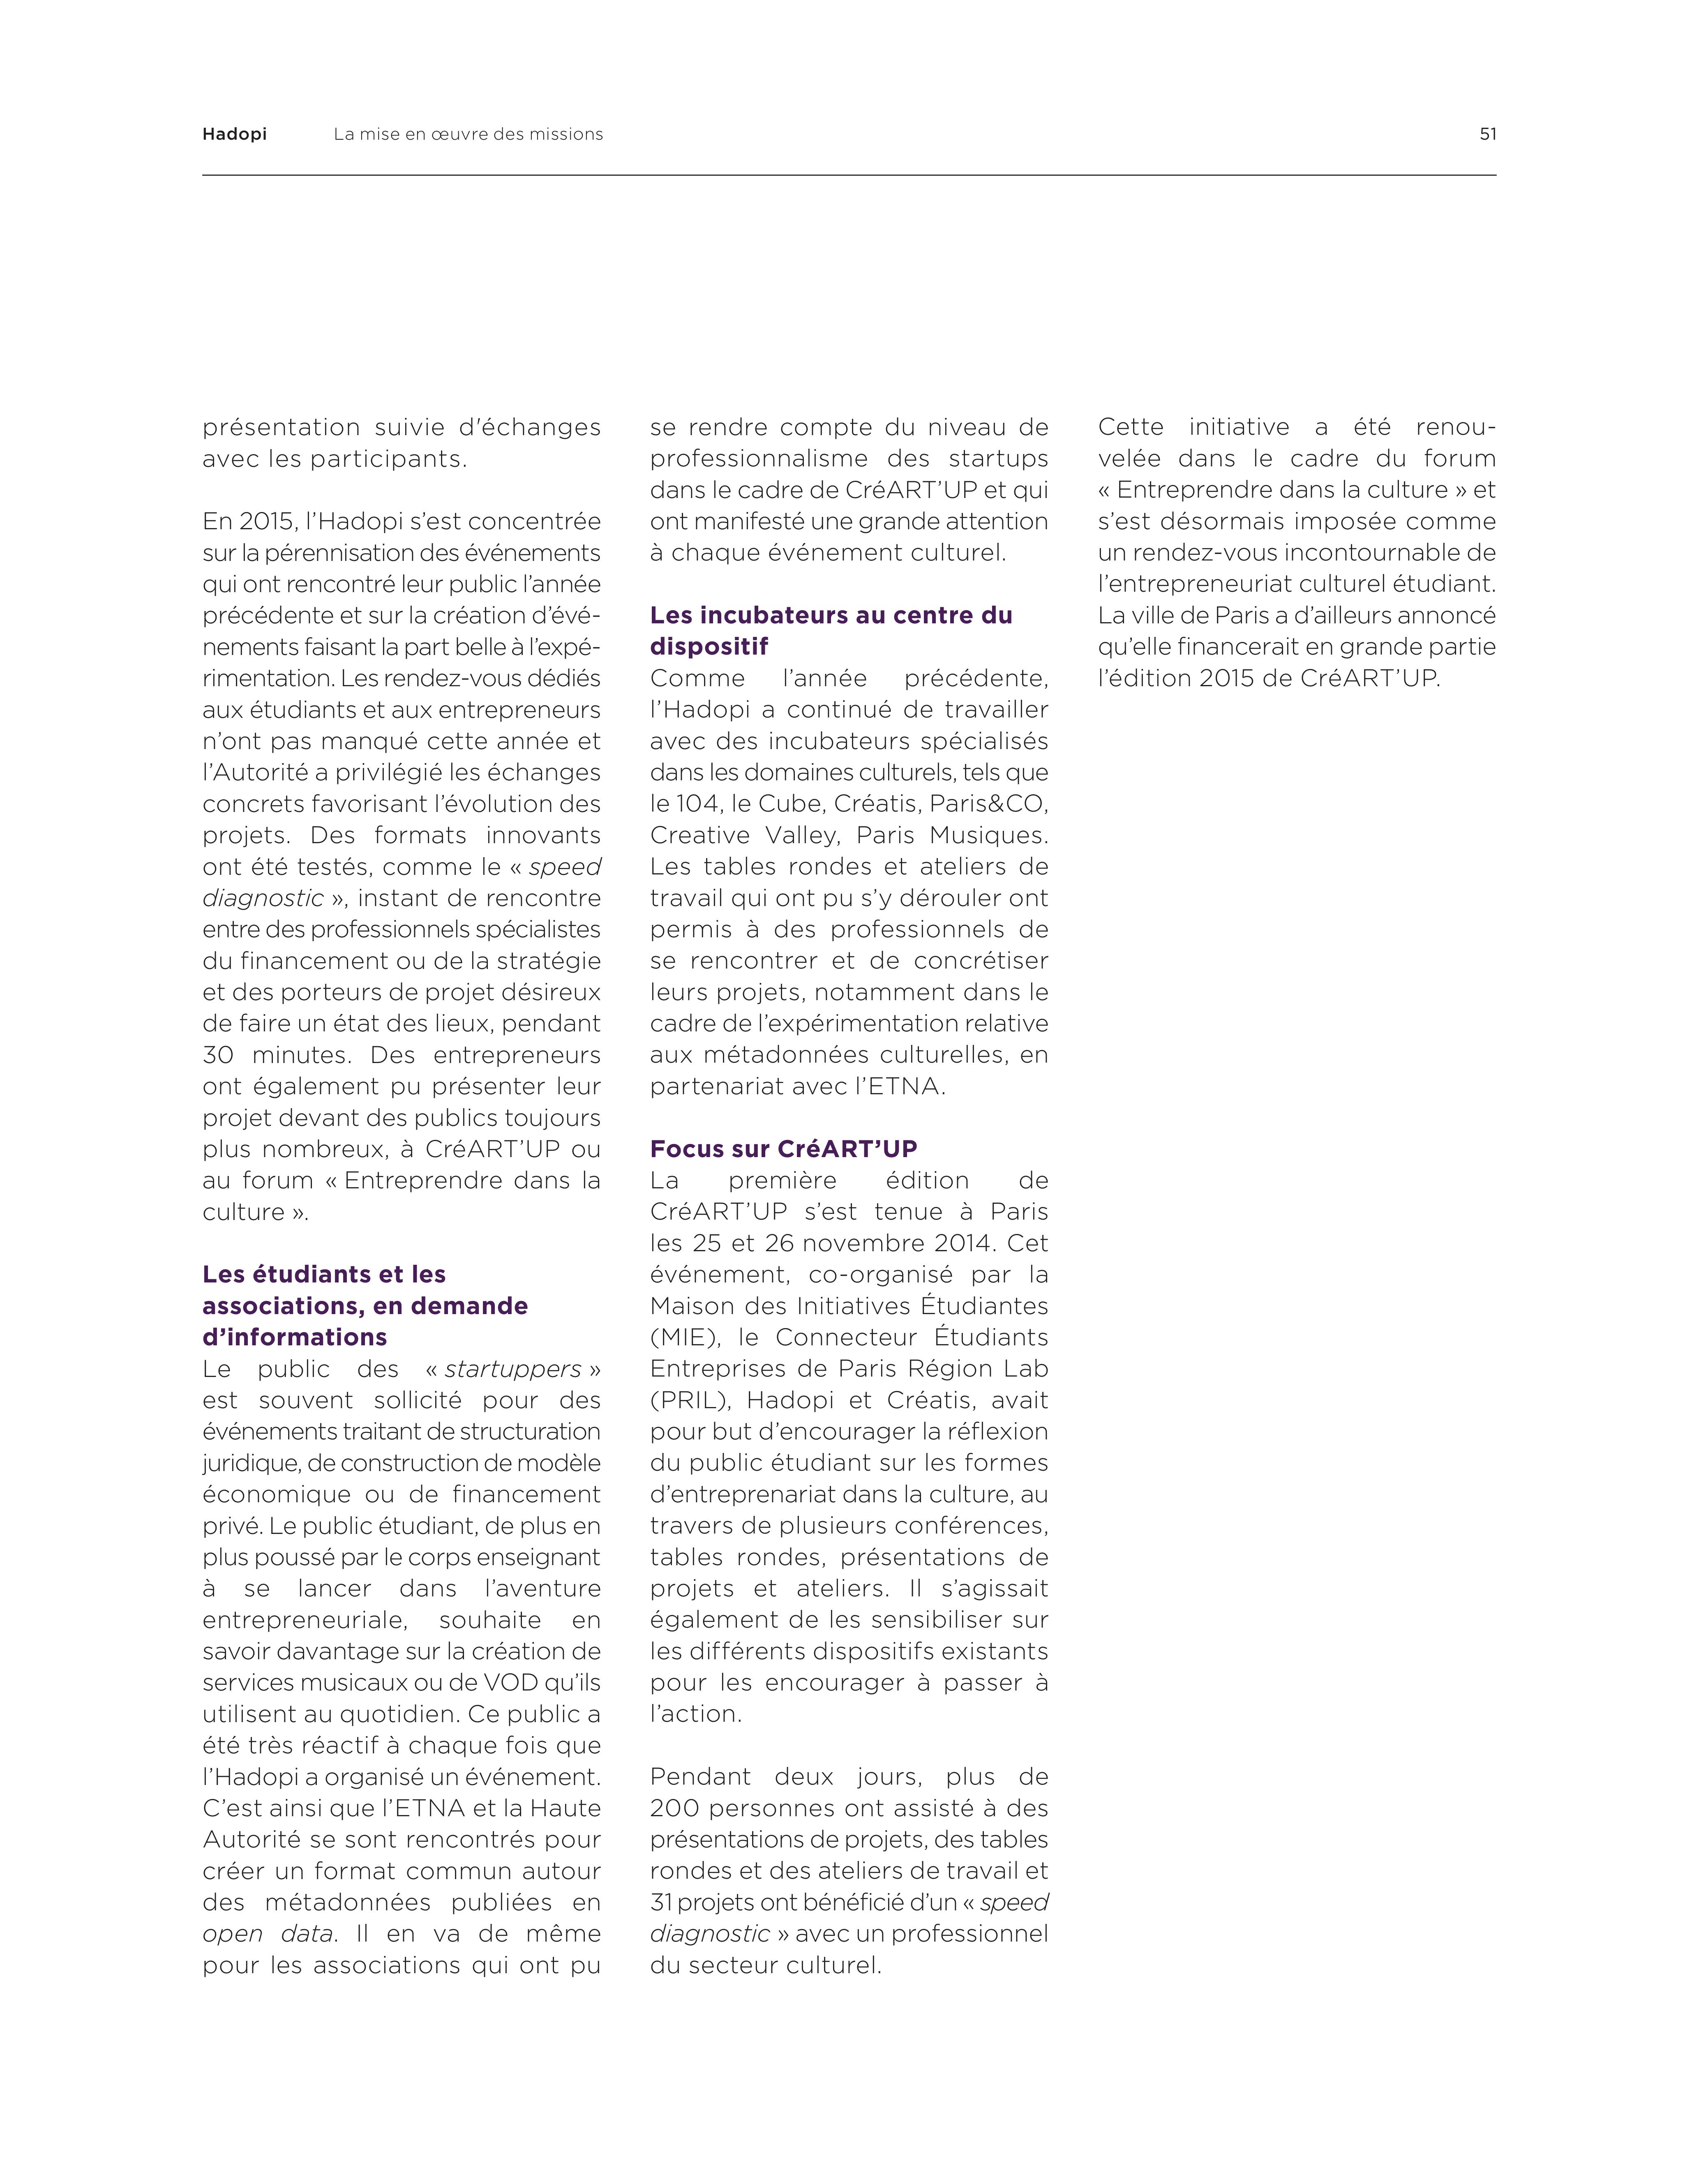 Hadopi La mise en œuvre des missions 51
présentation suivie d'échanges
avec les participants.
En 2015, l’Hadopi s’est concentrée
sur la pérennisation des événements
qui ont rencontré leur public l’année
précédente et sur la création d’évé-
nements faisant la part belle à l’expé-
rimentation. Les rendez-vous dédiés
aux étudiants et aux entrepreneurs
n’ont pas manqué cette année et
l’Autorité a privilégié les échanges
concrets favorisant l’évolution des
projets. Des formats innovants
ont été testés, comme le « speed
diagnostic », instant de rencontre
entre des professionnels spécialistes
du financement ou de la stratégie
et des porteurs de projet désireux
de faire un état des lieux, pendant
30 minutes. Des entrepreneurs
ont également pu présenter leur
projet devant des publics toujours
plus nombreux, à CréART’UP ou
au forum « Entreprendre dans la
culture ».
Les étudiants et les
associations, en demande
d’informations
Le public des « startuppers »
est souvent sollicité pour des
événements traitant de structuration
juridique, de construction de modèle
économique ou de financement
privé. Le public étudiant, de plus en
plus poussé par le corps enseignant
à se lancer dans l’aventure
entrepreneuriale, souhaite en
savoir davantage sur la création de
services musicaux ou de VOD qu’ils
utilisent au quotidien. Ce public a
été très réactif à chaque fois que
l’Hadopi a organisé un événement.
C’est ainsi que l’ETNA et la Haute
Autorité se sont rencontrés pour
créer un format commun autour
des métadonnées publiées en
open data. Il en va de même
pour les associations qui ont pu
se rendre compte du niveau de
professionnalisme des startups
dans le cadre de CréART’UP et qui
ont manifesté une grande attention
à chaque événement culturel.
Les incubateurs au centre du
dispositif
Comme l’année précédente,
l’Hadopi a continué de travailler
avec des incubateurs spécialisés
dans les domaines culturels, tels que
le 104, le Cube, Créatis, Paris&CO,
Creative Valley, Paris Musiques.
Les tables rondes et ateliers de
travail qui ont pu s’y dérouler ont
permis à des professionnels de
se rencontrer et de concrétiser
leurs projets, notamment dans le
cadre de l’expérimentation relative
aux métadonnées culturelles, en
partenariat avec l’ETNA.
Focus sur CréART’UP
La première édition de
CréART’UP s’est tenue à Paris
les 25 et 26 novembre 2014. Cet
événement, co-organisé par la
Maison des Initiatives Étudiantes
(MIE), le Connecteur Étudiants
Entreprises de Paris Région Lab
(PRIL), Hadopi et Créatis, avait
pour but d’encourager la réflexion
du public étudiant sur les formes
d’entreprenariat dans la culture, au
travers de plusieurs conférences,
tables rondes, présentations de
projets et ateliers. Il s’agissait
également de les sensibiliser sur
les différents dispositifs existants
pour les encourager à passer à
l’action.
Pendant deux jours, plus de
200 personnes ont assisté à des
présentations de projets, des tables
rondes et des ateliers de travail et
31 projets ont bénéficié d’un « speed
diagnostic » avec un professionnel
du secteur culturel.
Cette initiative a été renou-
velée dans le cadre du forum
« Entreprendre dans la culture » et
s’est désormais imposée comme
un rendez-vous incontournable de
l’entrepreneuriat culturel étudiant.
La ville de Paris a d’ailleurs annoncé
qu’elle financerait en grande partie
l’édition 2015 de CréART’UP.